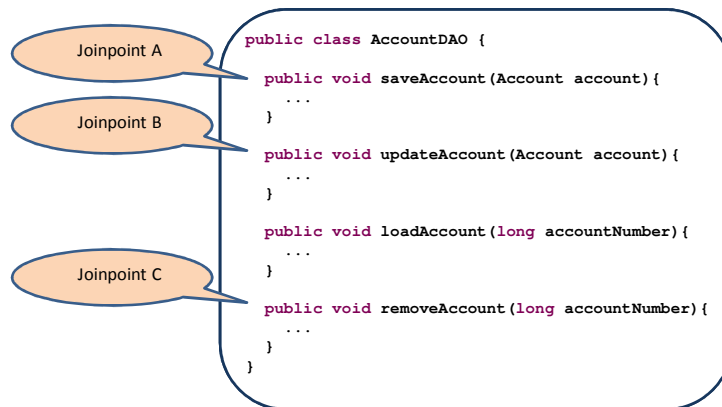 Joinpoint A
Joinpoint B
Joinpoint C
public class AccountDAO {
public void saveAccount(Account account){
...
}
public void updateAccount(Account account){
...
}
public void loadAccount(long accountNumber){
...
}
public void removeAccount(long accountNumber){
...
}
}